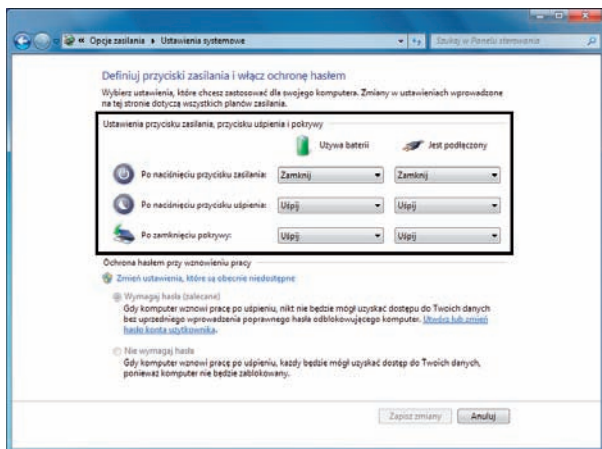 « Opcje zasilania ▸ Ustawienia systemowe
Szukaj w Panelu sterowania
Definiuj przyciski zasilania i włącz ochronę hasłem
Wybierz ustawienia, które chcesz zastosować dla swojego komputera. Zmiany w ustawieniach wprowadzone
na tej stronie dotyczą wszystkich planów zasilania.
Ustawienia przycisku zasilania, przycisku uśpienia i pokrywy
Używa baterii Jest podłączony
Po naciśnięciu przycisku zasilania: Zamknij Zamknij
Po naciśnięciu przycisku uśpienia: Uśpij Uśpij
Po zamknięciu pokrywy: Uśpij Uśpij
Ochrona hasłem przy wznowieniu pracy
Zmień ustawienia, które są obecnie niedostępne
Wymagaj hasła (zalecane)
Gdy komputer wznowi pracę po uśpieniu, nikt nie będzie mógł uzyskać dostępu do Twoich danych
bez uprzedniego wprowadzenia poprawnego hasła odblokowującego komputer. Utwórz lub zmień
hasło konta użytkownika.
Nie wymagaj hasła
Gdy komputer wznowi pracę po uśpieniu, każdy będzie mógł uzyskać dostęp do Twoich danych,
ponieważ komputer nie będzie zablokowany.
Zapisz zmiany Anuluj